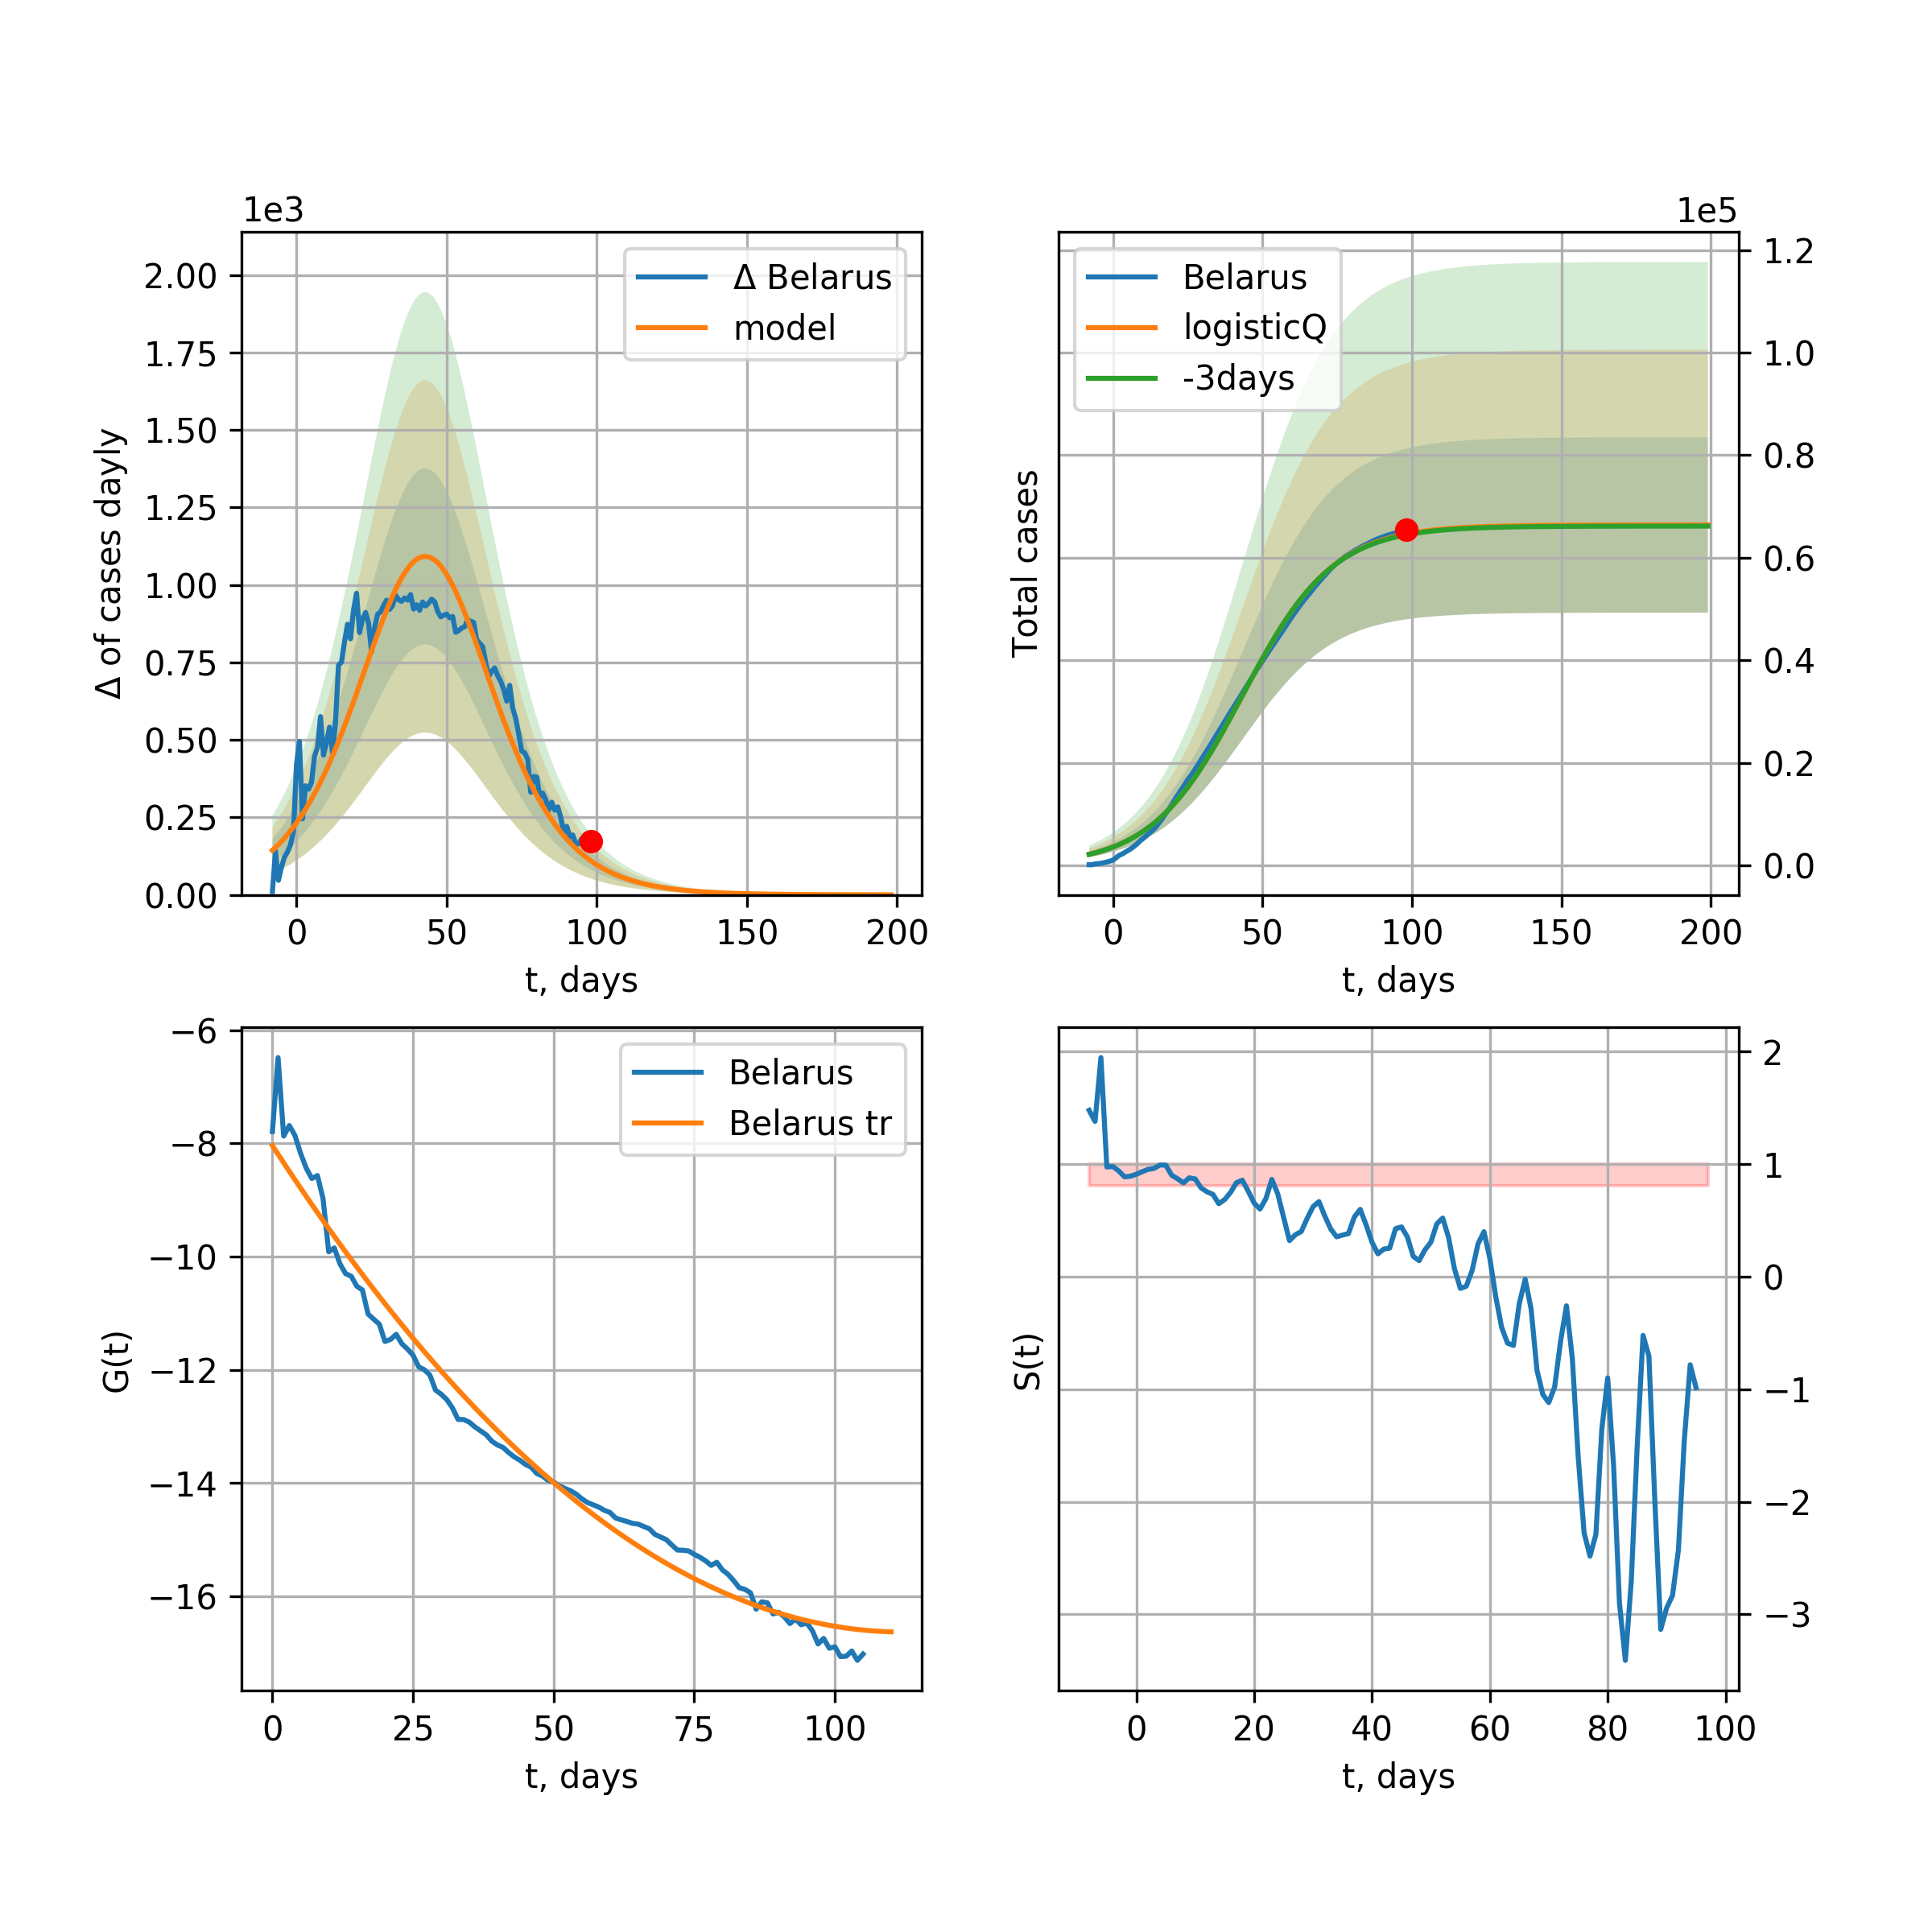 1e3
2.00
1.75
1.50
1.25
1.00
0.75
0.50
0.25
0.00
Δ of cases dayly
Δ Belarus
model
0 50 100 150 200
t, days
1e5
Belarus
logisticQ
-3days
Total cases
1.2
1.0
0.8
0.6
0.4
0.2
0.0
0 50 100 150 200
t, days
−6
−8
−10
−12
−14
−16
G(t)
Belarus
Belarus tr
0 25 50 75 100
t, days
S(t)
2
1
0
−1
−2
−3
0 20 40 60 80 100
t, days